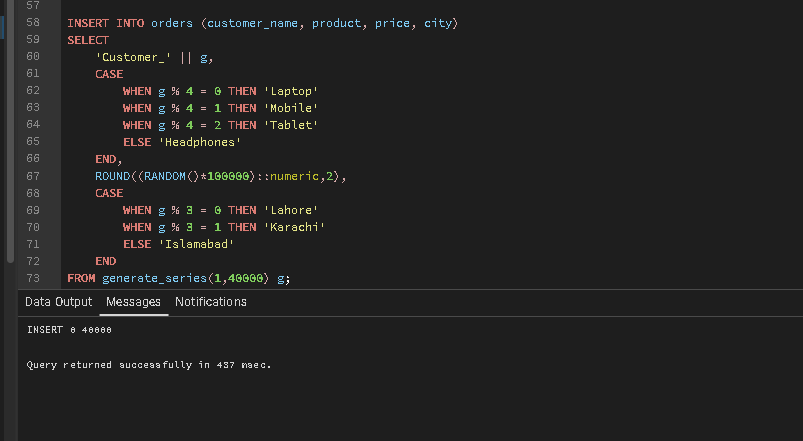 57
58 INSERT INTO orders (customer_name, product, price, city)
59 SELECT
60 'Customer_' || g,
61 CASE
62 WHEN g % 4 = 0 THEN 'Laptop'
63 WHEN g % 4 = 1 THEN 'Mobile'
64 WHEN g % 4 = 2 THEN 'Tablet'
65 ELSE 'Headphones'
66 END,
67 ROUND((RANDOM()*100000)::numeric,2),
68 CASE
69 WHEN g % 3 = 0 THEN 'Lahore'
70 WHEN g % 3 = 1 THEN 'Karachi'
71 ELSE 'Islamabad'
72 END
73 FROM generate_series(1,40000) g;
Data Output Messages Notifications
INSERT 0 40000
Query returned successfully in 437 msec.